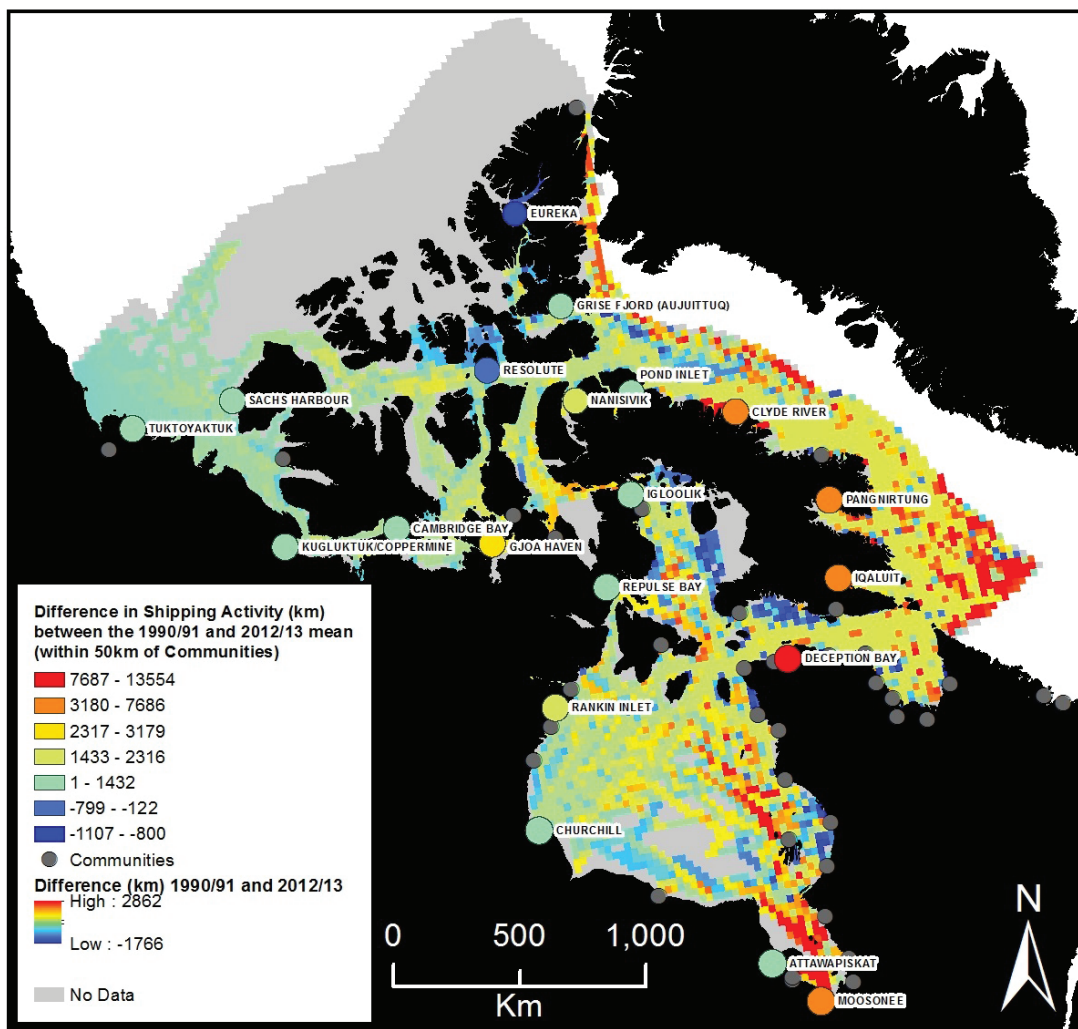 EUREKA
GRISE FJORD (AUJUITTUQ)
RESOLUTE
POND INLET
SACHS HARBOUR
NANISIVIK
CLYDE RIVER
TUKTOYAKTUK
IGLOOLIK
PANGNIRTUNG
CAMBRIDGE BAY
KUGLUKTUK/COPPERMINE
GJOA HAVEN
IQALUIT
REPULSE BAY
DECEPTION BAY
RANKIN INLET
CHURCHILL
ATTAWAPISKAT
MOOSONEE
Difference in Shipping Activity (km)
between the 1990/91 and 2012/13 mean
(within 50km of Communities)
7687 - 13554
3180 - 7686
2317 - 3179
1433 - 2316
1 - 1432
-799 - -122
-1107 - -800
Communities
Difference (km) 1990/91 and 2012/13
High : 2862
Low : -1766
No Data
0 500 1,000
Km
N